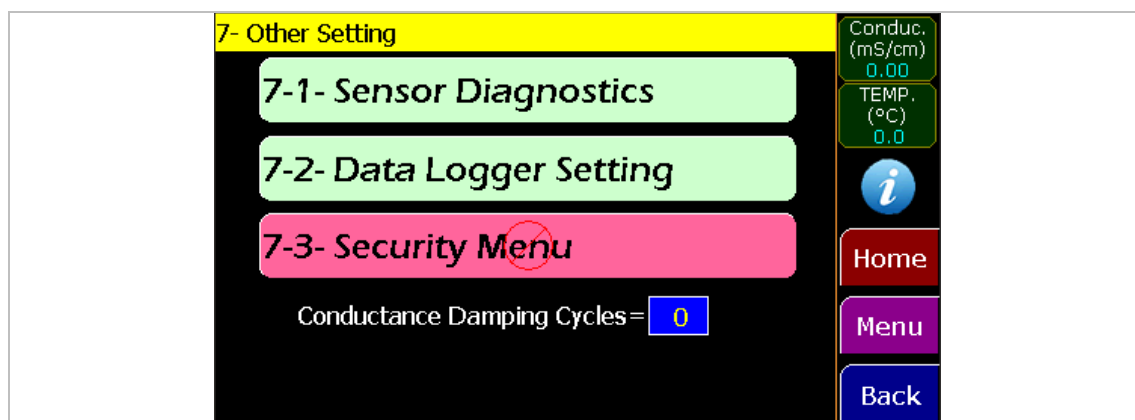 7- Other Setting
7-1- Sensor Diagnostics
7-2- Data Logger Setting
7-3- Security Menu
Conductance Damping Cycles= 0
Conduc.
(mS/cm)
0.00
TEMP.
(ºC)
0.0
i
Home
Menu
Back